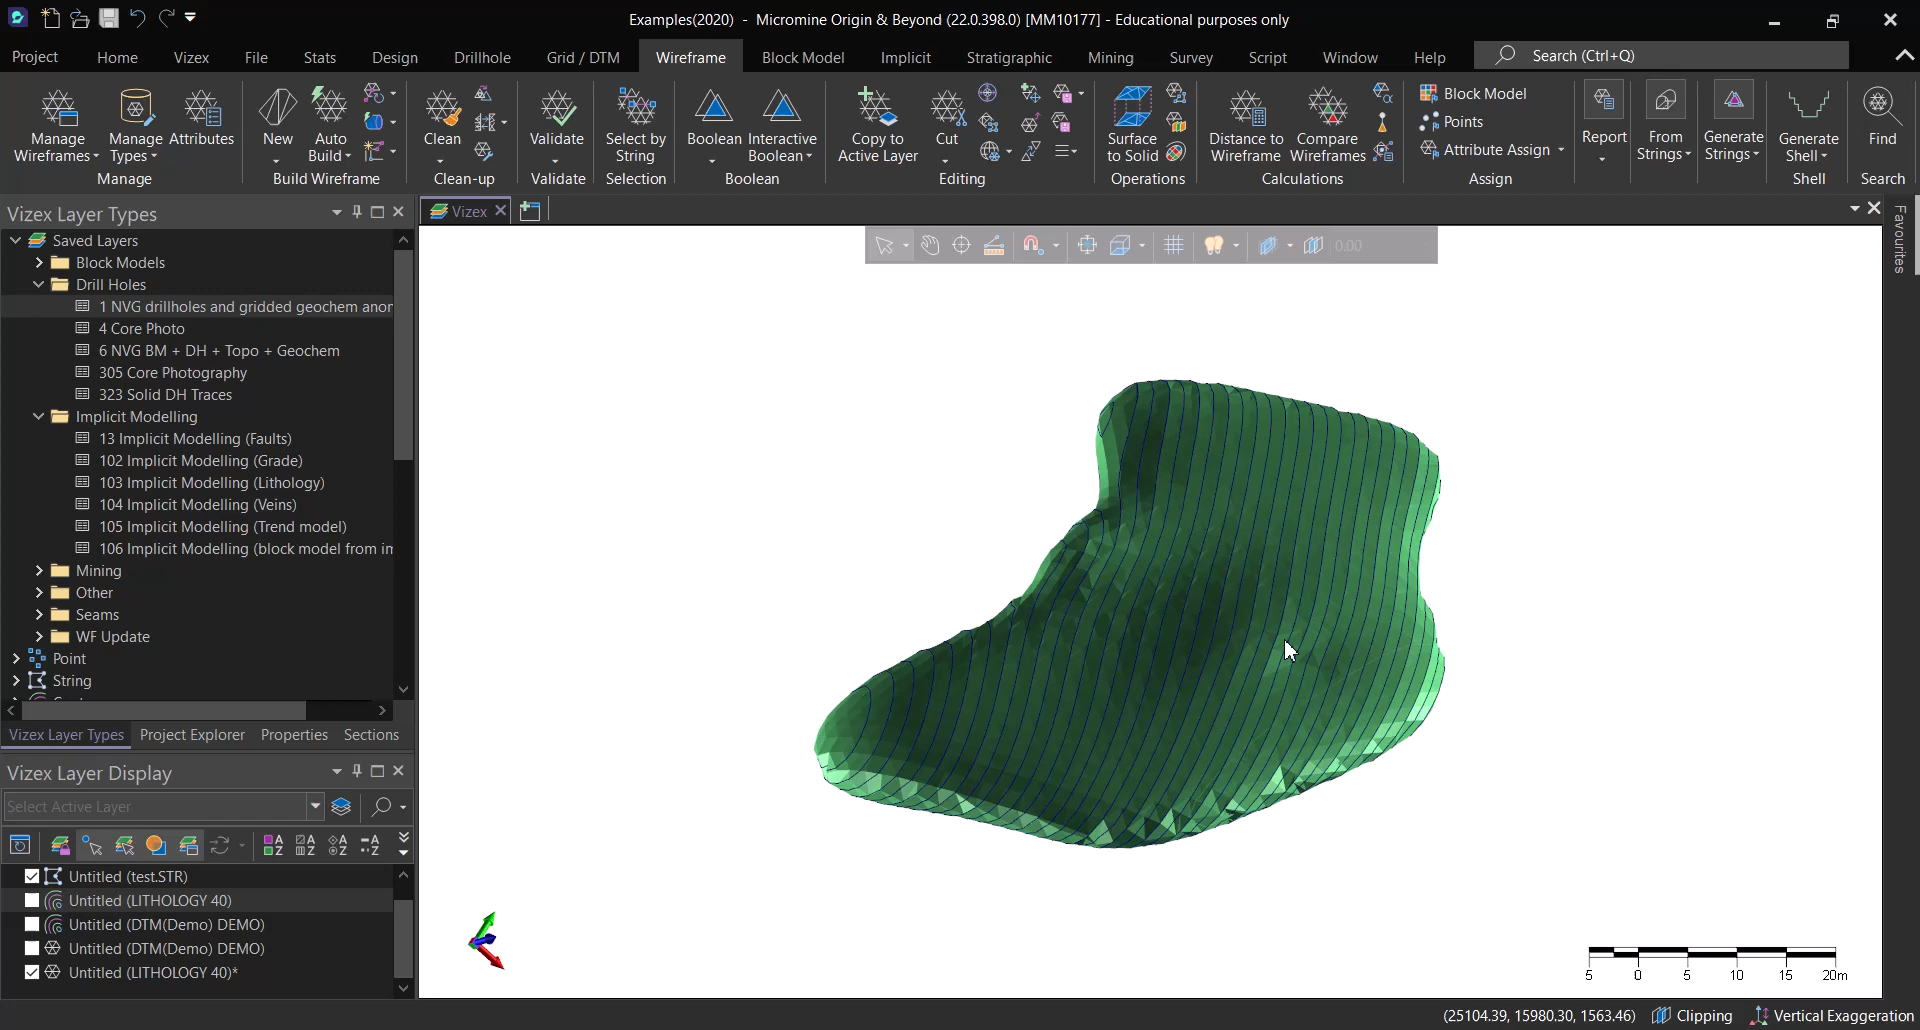 Examples(2020) - Micromine Origin & Beyond (22.0.398.0) [MM10177] - Educational purposes only
Project Home Vizex File Stats Design Drillhole Grid / DTM Wireframe Block Model Implicit Stratigraphic Mining Survey Script Window Help Search (Ctrl+Q)
Manage Wireframes
Manage Types
Attributes
Manage
New
Auto Build
Build Wireframe
Clean
Clean-up
Validate
Validate
Select by String
Selection
Boolean
Interactive Boolean
Boolean
Copy to Active Layer
Cut
Editing
Surface to Solid
Operations
Distance to Wireframe
Compare Wireframes
Calculations
Block Model
Points
Attribute Assign
Assign
Report
From Strings
Generate Strings
Generate Shell
Shell
Find
Search
Vizex Layer Types
Saved Layers
Block Models
Drill Holes
1 NVG drillholes and gridded geochem anor
4 Core Photo
6 NVG BM + DH + Topo + Geochem
305 Core Photography
323 Solid DH Traces
Implicit Modelling
13 Implicit Modelling (Faults)
102 Implicit Modelling (Grade)
103 Implicit Modelling (Lithology)
104 Implicit Modelling (Veins)
105 Implicit Modelling (Trend model)
106 Implicit Modelling (block model from in
Mining
Other
Seams
WF Update
Point
String
Vizex Layer Types Project Explorer Properties Sections
Vizex Layer Display
Select Active Layer
Untitled (test.STR)
Untitled (LITHOLOGY 40)
Untitled (DTM(Demo) DEMO)
Untitled (DTM(Demo) DEMO)
Untitled (LITHOLOGY 40)*
Vizex
0.00
Favourites
5 0 5 10 15 20m
(25104.39, 15980.30, 1563.46) Clipping Vertical Exaggeration